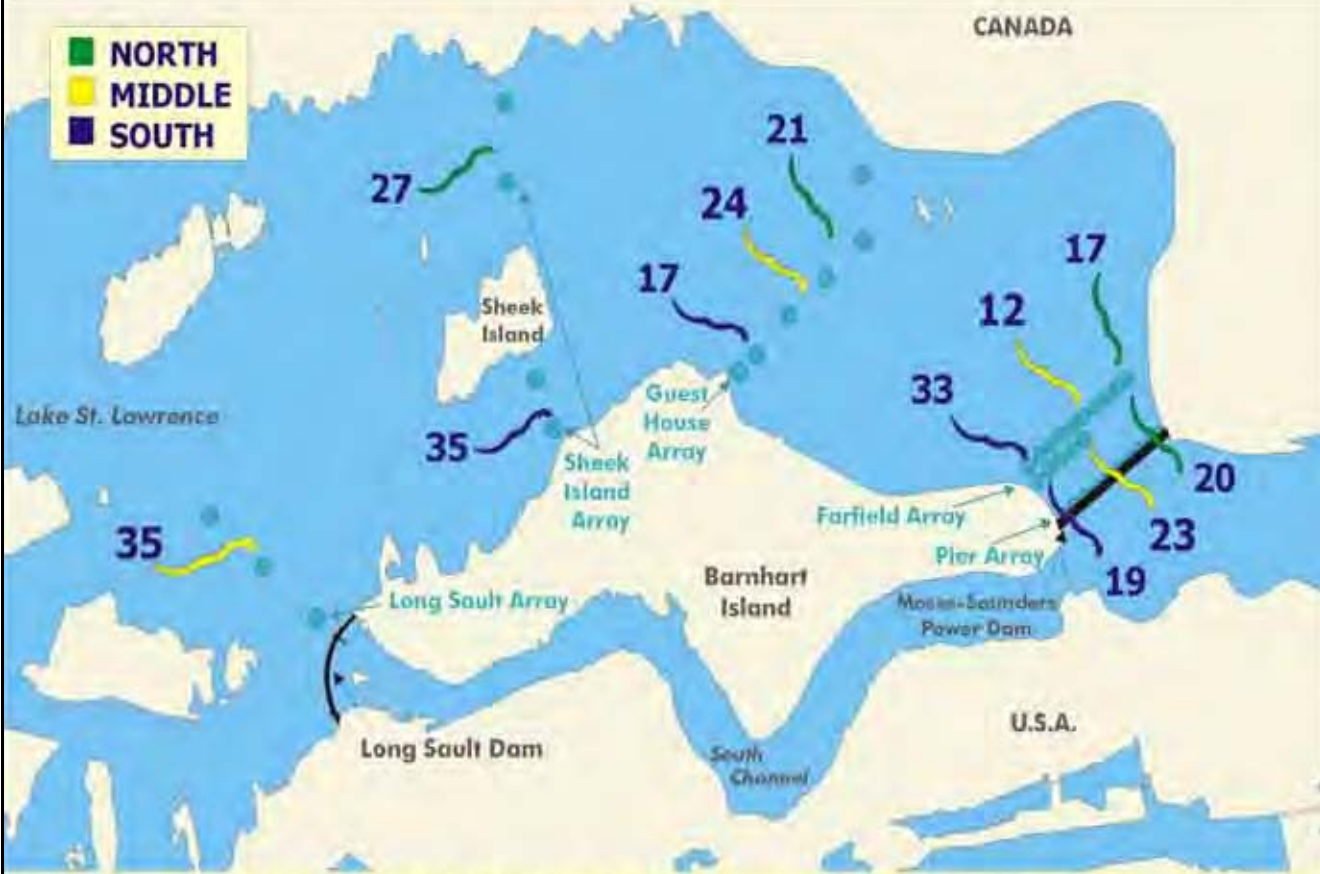 CANADA
NORTH
MIDDLE
SOUTH
21
27
24
17
17
12
Sheek
Island
33
Guest
House
Array
Lake St. Lawrence
35
Sheek
Island
Array
20
Farfield Array
35
23
Pier Array
19
Barnhart
Island
Long Sault Array
Moses-Saunders
Power Dam
U.S.A.
Long Sault Dam
South
Channel